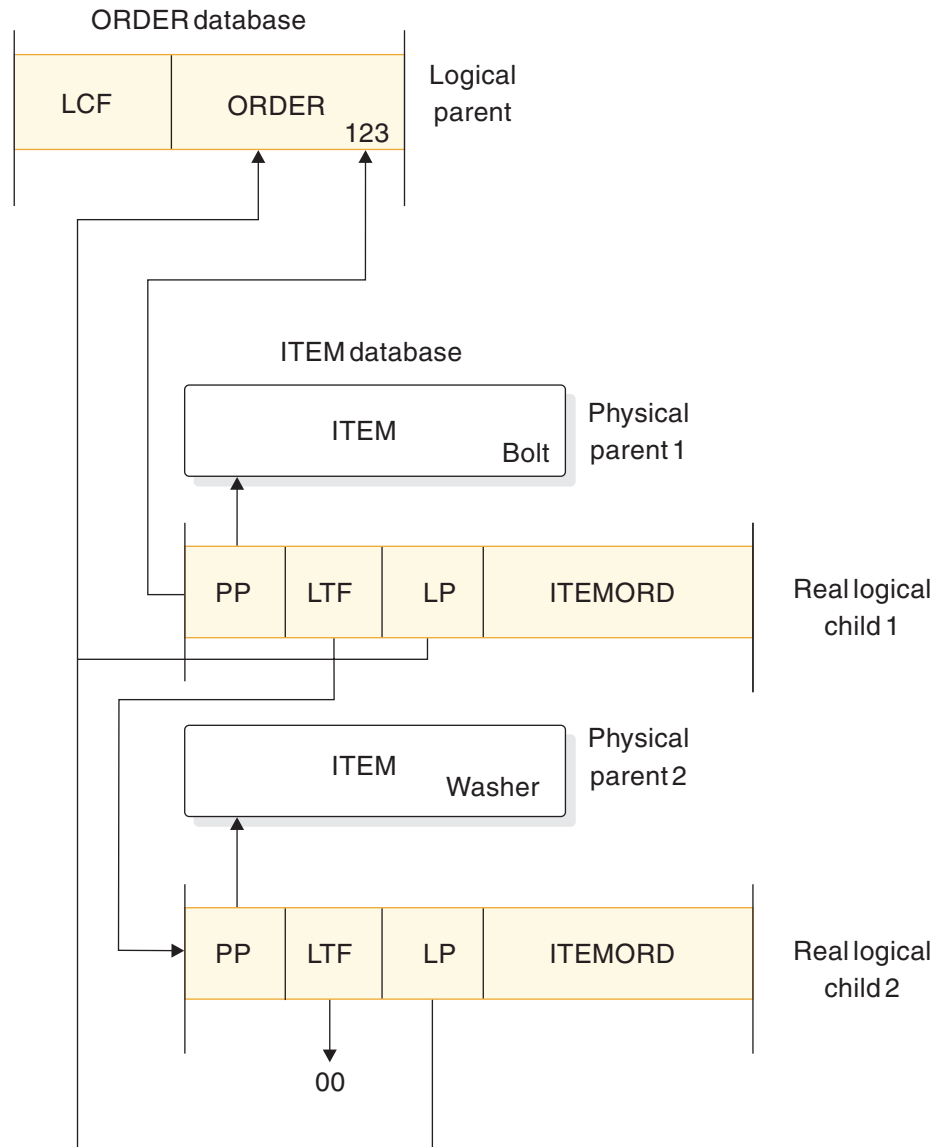 ORDER database
LCF
ORDER
123
Logical
parent
ITEM database
ITEM
Bolt
Physical
parent 1
PP
LTF
LP
ITEMORD
Real logical
child 1
ITEM
Washer
Physical
parent 2
PP
LTF
LP
ITEMORD
Real logical
child 2
00